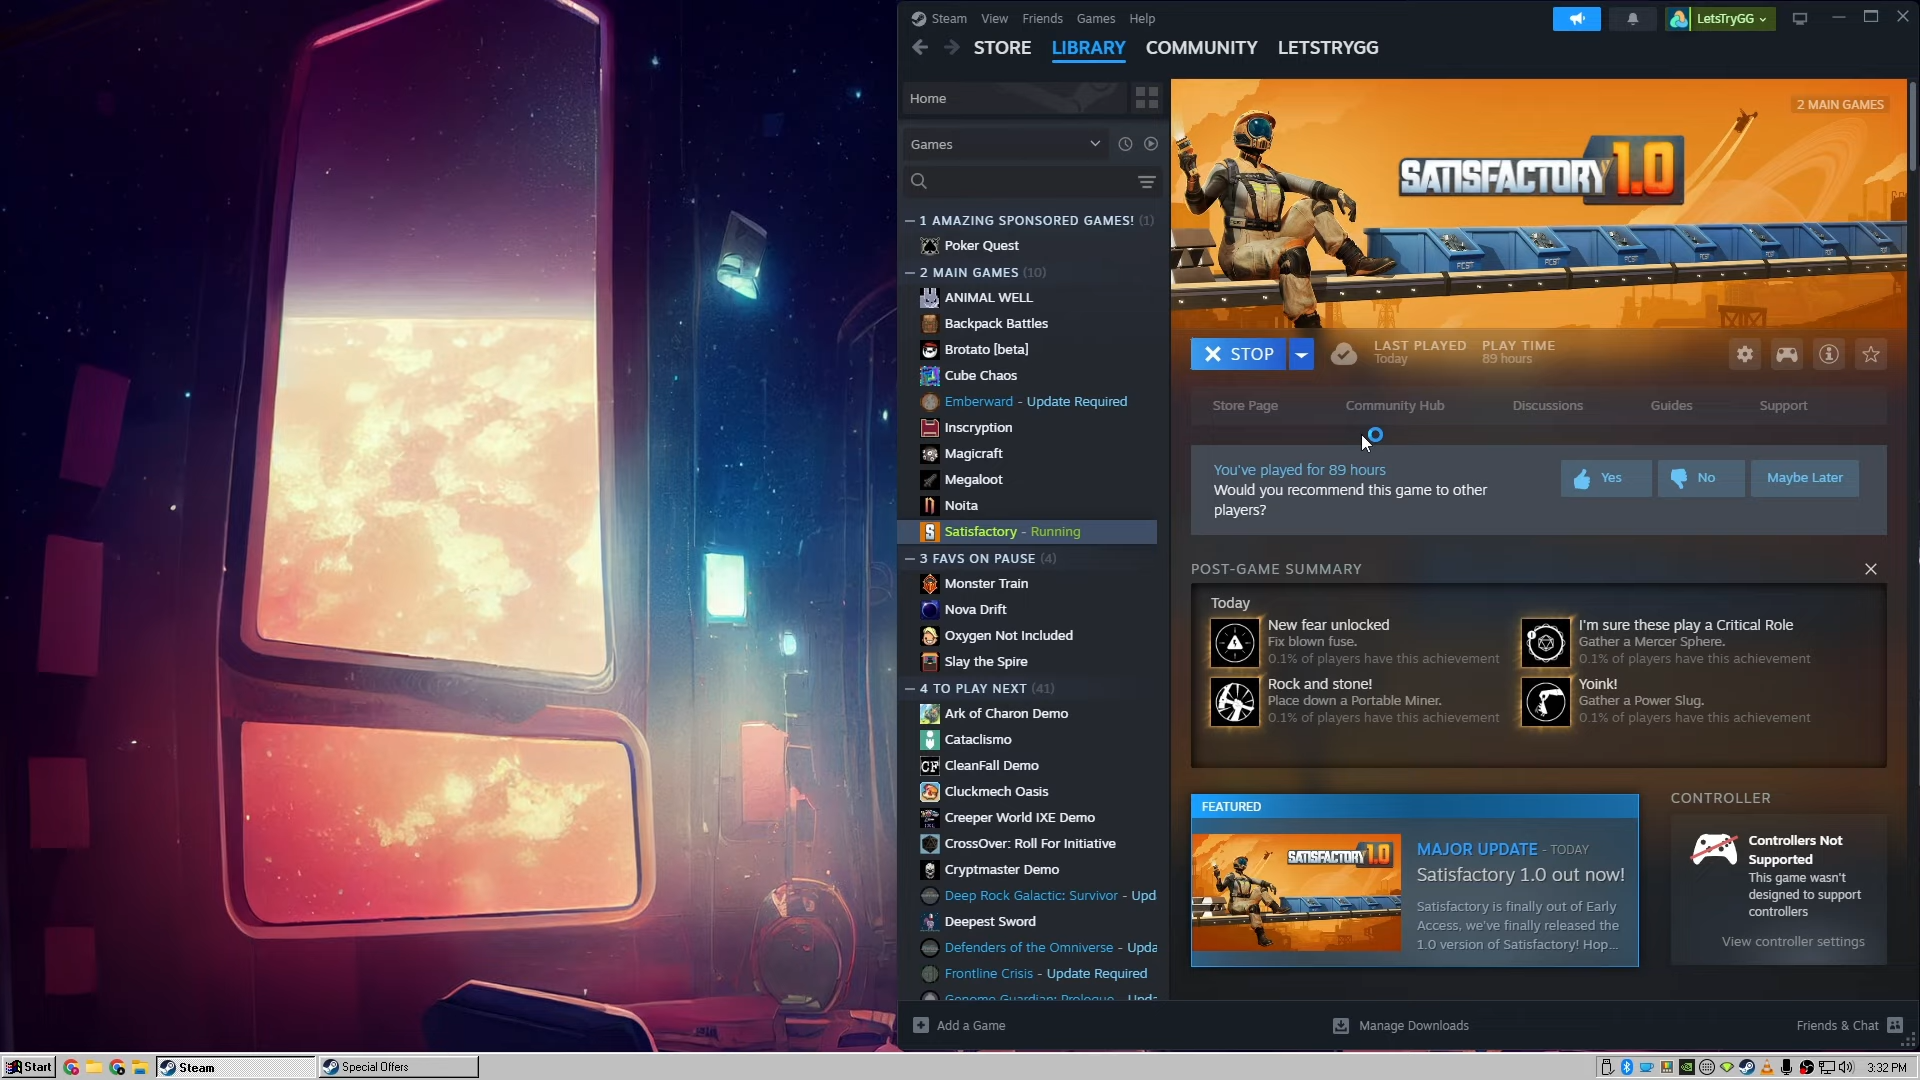 Steam View Friends Games Help
LetsTryGG
STORE LIBRARY COMMUNITY LETSTRYGG
Home
Games
1 AMAZING SPONSORED GAMES! (1)
Poker Quest
2 MAIN GAMES (10)
ANIMAL WELL
Backpack Battles
Brotato [beta]
Cube Chaos
Emberward - Update Required
Inscryption
Magicraft
Megaloot
Noita
Satisfactory - Running
3 FAVS ON PAUSE (4)
Monster Train
Nova Drift
Oxygen Not Included
Slay the Spire
4 TO PLAY NEXT (41)
Ark of Charon Demo
Cataclismo
CleanFall Demo
Cluckmech Oasis
Creeper World IXE Demo
CrossOver: Roll For Initiative
Cryptmaster Demo
Deep Rock Galactic: Survivor - Upd
Deepest Sword
Defenders of the Omniverse - Upda
Frontline Crisis - Update Required
Genome Guardian: Prologue - Upda
2 MAIN GAMES
SATISFACTORY 1.0
STOP
LAST PLAYED
Today
PLAY TIME
89 hours
Store Page Community Hub Discussions Guides Support
You've played for 89 hours
Would you recommend this game to other
players?
Yes
No
Maybe Later
POST-GAME SUMMARY
Today
New fear unlocked
Fix blown fuse.
0.1% of players have this achievement
I'm sure these play a Critical Role
Gather a Mercer Sphere.
0.1% of players have this achievement
Rock and stone!
Place down a Portable Miner.
0.1% of players have this achievement
Yoink!
Gather a Power Slug.
0.1% of players have this achievement
FEATURED
SATISFACTORY 1.0
MAJOR UPDATE - TODAY
Satisfactory 1.0 out now!
Satisfactory is finally out of Early
Access, we've finally released the
1.0 version of Satisfactory! Hop...
CONTROLLER
Controllers Not
Supported
This game wasn't
designed to support
controllers
View controller settings
Add a Game
Manage Downloads
Friends & Chat
Start
Steam
Special Offers
3:32 PM